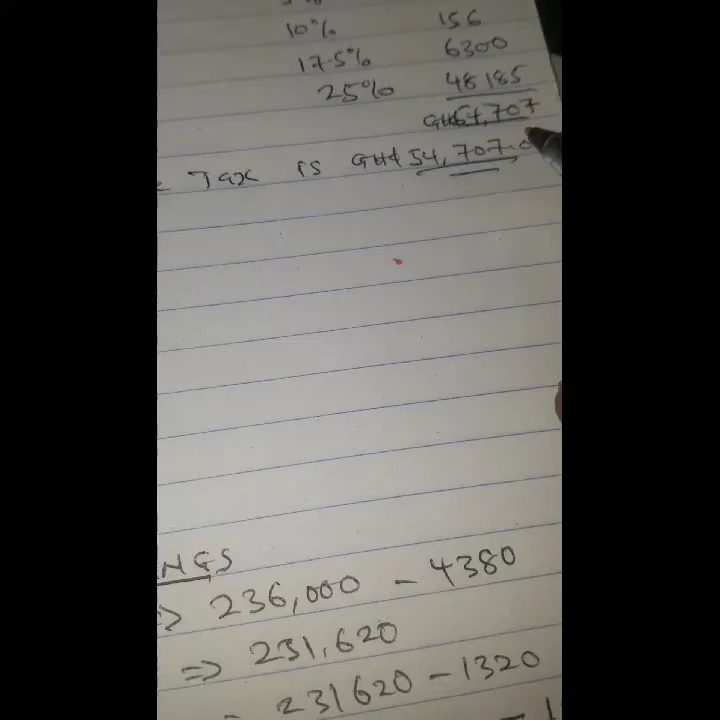 10% 156
17.5% 6300
25% 48185
GH¢ 54,707
Tax is GH¢ 54,707.0
NGS
=> 236,000 - 4380
=> 231,620
231620 - 1320